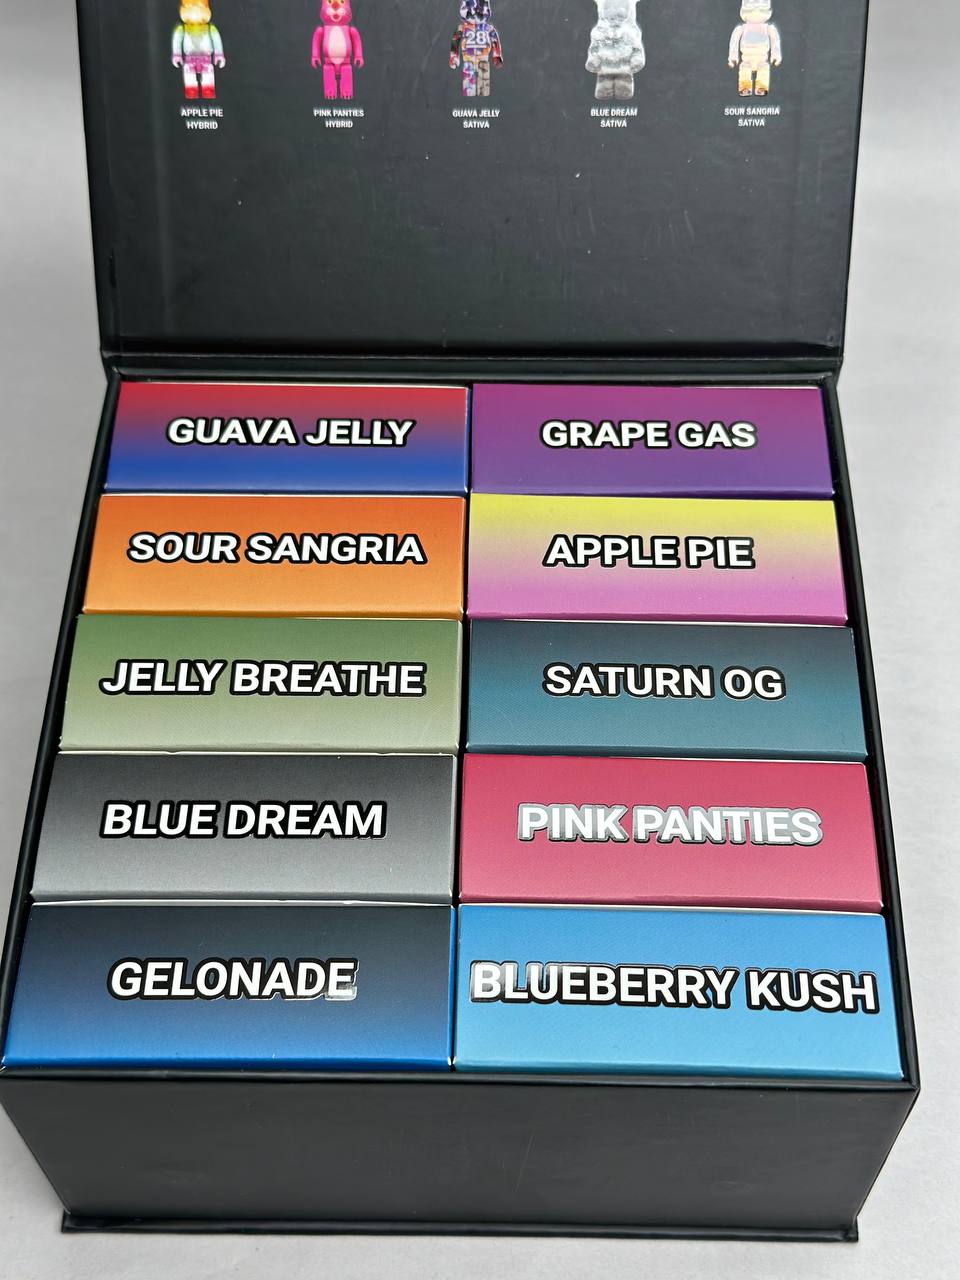 APPLE PIE
HYBRID
PINK PANTIES
HYBRID
28
GUAVA JELLY
SATIVA
BLUE DREAM
SATIVA
SOUR SANGRIA
SATIVA
GUAVA JELLY
GRAPE GAS
SOUR SANGRIA
APPLE PIE
JELLY BREATHE
SATURN OG
BLUE DREAM
PINK PANTIES
GELONADE
BLUEBERRY KUSH